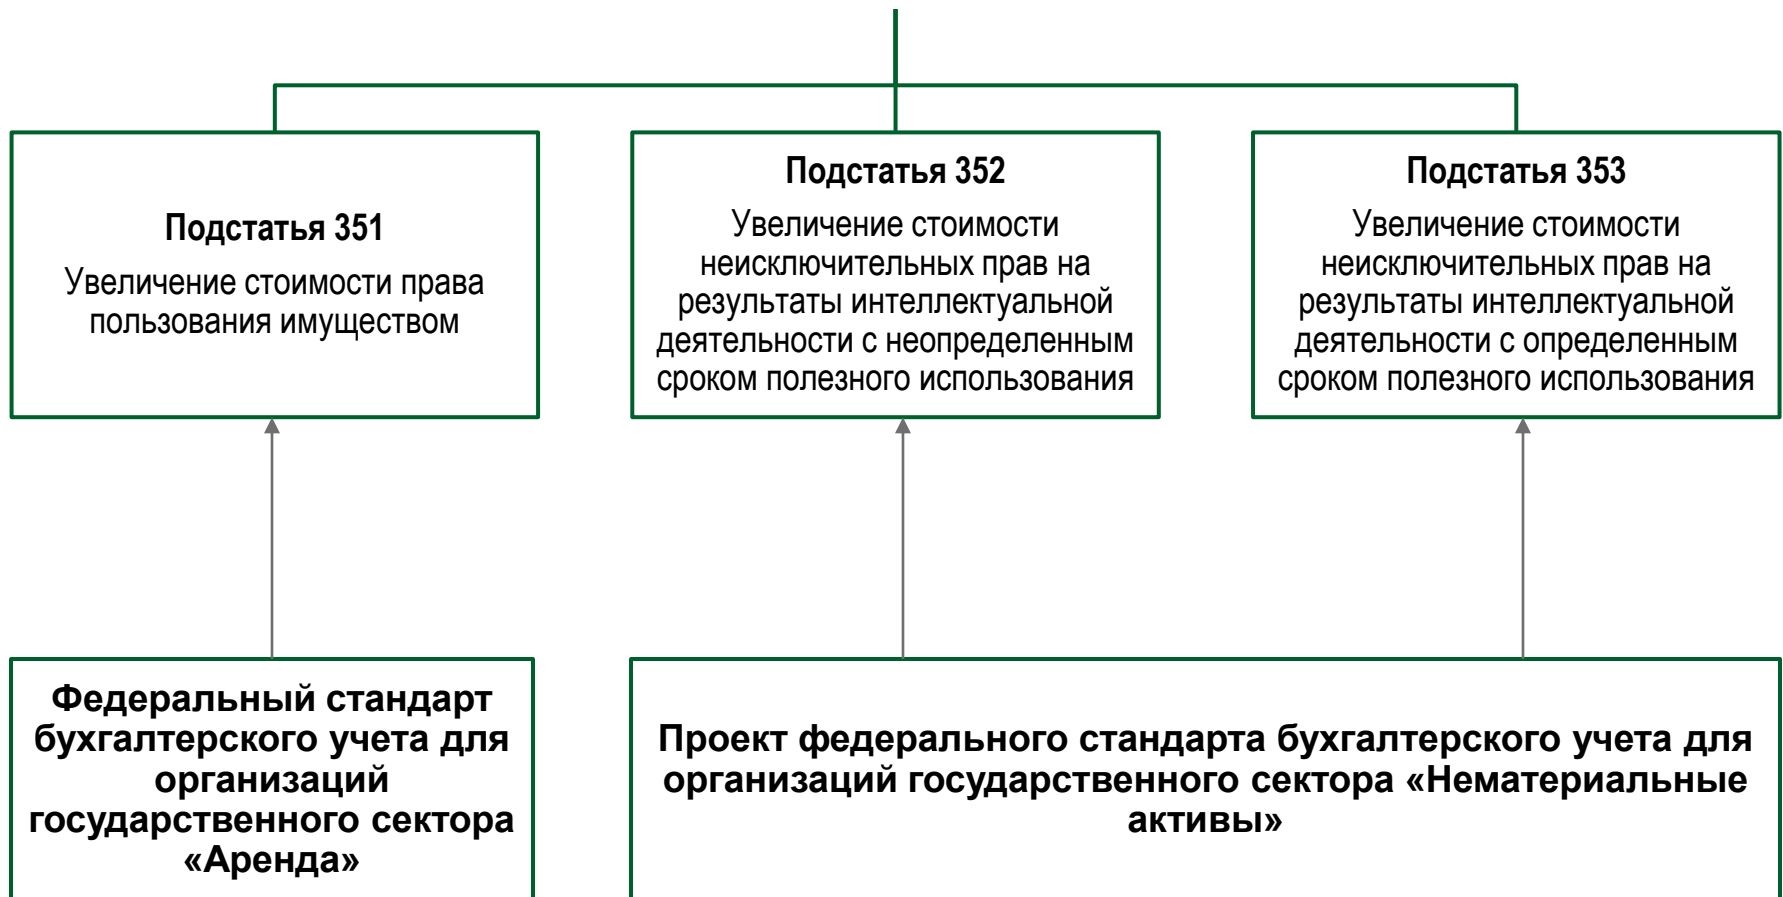 Подстатья 351
Увеличение стоимости права
пользования имуществом
Подстатья 352
Увеличение стоимости
неисключительных прав на
результаты интеллектуальной
деятельности с неопределенным
сроком полезного использования
Подстатья 353
Увеличение стоимости
неисключительных прав на
результаты интеллектуальной
деятельности с определенным
сроком полезного использования
Федеральный стандарт
бухгалтерского учета для
организаций
государственного сектора
«Аренда»
Проект федерального стандарта бухгалтерского учета для
организаций государственного сектора «Нематериальные
активы»